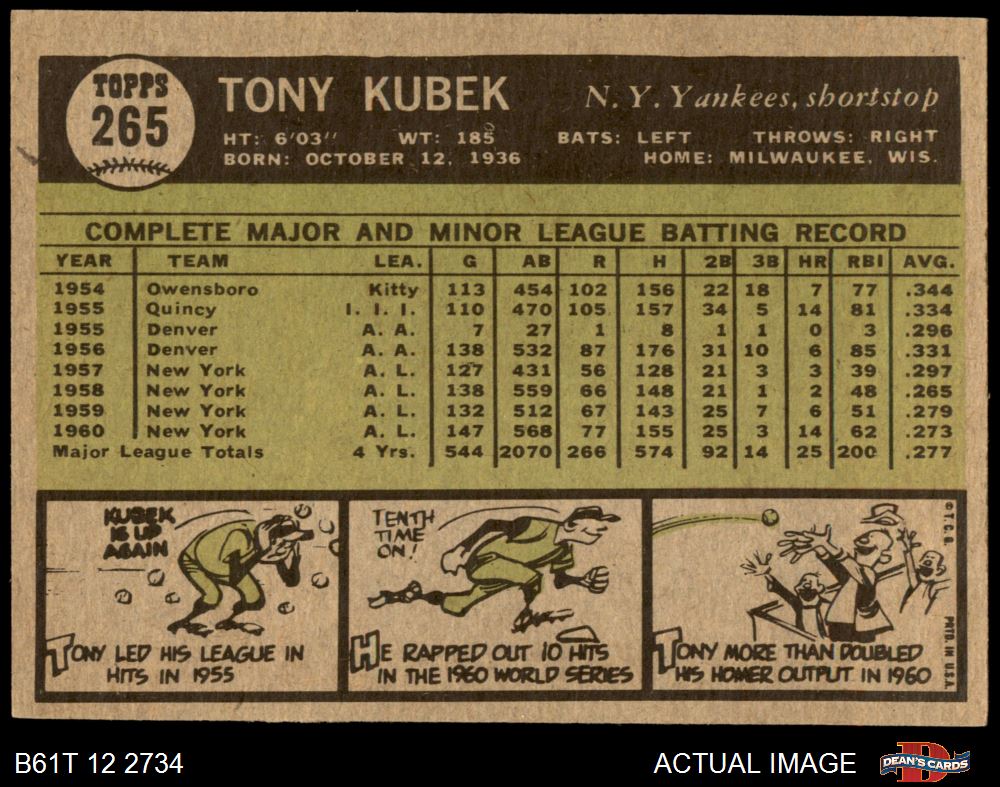 TOPPS
265
TONY KUBEK
N. Y. Yankees, shortstop
HT: 6'03" WT: 185 BATS: LEFT THROWS: RIGHT
BORN: OCTOBER 12, 1936 HOME: MILWAUKEE, WIS.
COMPLETE MAJOR AND MINOR LEAGUE BATTING RECORD
YEAR TEAM LEA. G AB R H 2B 3B HR RBI AVG.
1954 Owensboro Kitty 113 454 102 156 22 18 7 77 .344
1955 Quincy I. I. I. 110 470 105 157 34 5 14 81 .334
1955 Denver A. A. 7 27 1 8 1 1 0 3 .296
1956 Denver A. A. 138 532 87 176 31 10 6 85 .331
1957 New York A. L. 127 431 56 128 21 3 3 39 .297
1958 New York A. L. 138 559 66 148 21 1 2 48 .265
1959 New York A. L. 132 512 67 143 25 7 6 51 .279
1960 New York A. L. 147 568 77 155 25 3 14 62 .273
Major League Totals 4 Yrs. 544 2070 266 574 92 14 25 200 .277
KUBEK
IS UP
AGAIN
TONY LED HIS LEAGUE IN
HITS IN 1955
TENTH
TIME
ON!
HE RAPPED OUT 10 HITS
IN THE 1960 WORLD SERIES
TONY MORE THAN DOUBLED
HIS HOMER OUTPUT IN 1960
© T. C. G. PRTD. IN U.S.A.
B61T 12 2734
ACTUAL IMAGE
DEAN'S CARDS